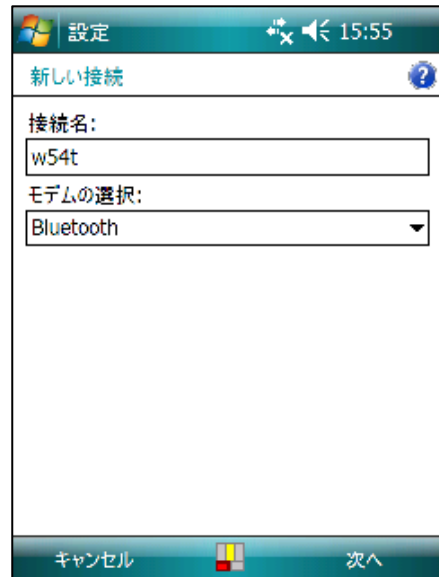 設定 15:55
新しい接続
接続名:
w54t
モデムの選択:
Bluetooth
キャンセル 次へ